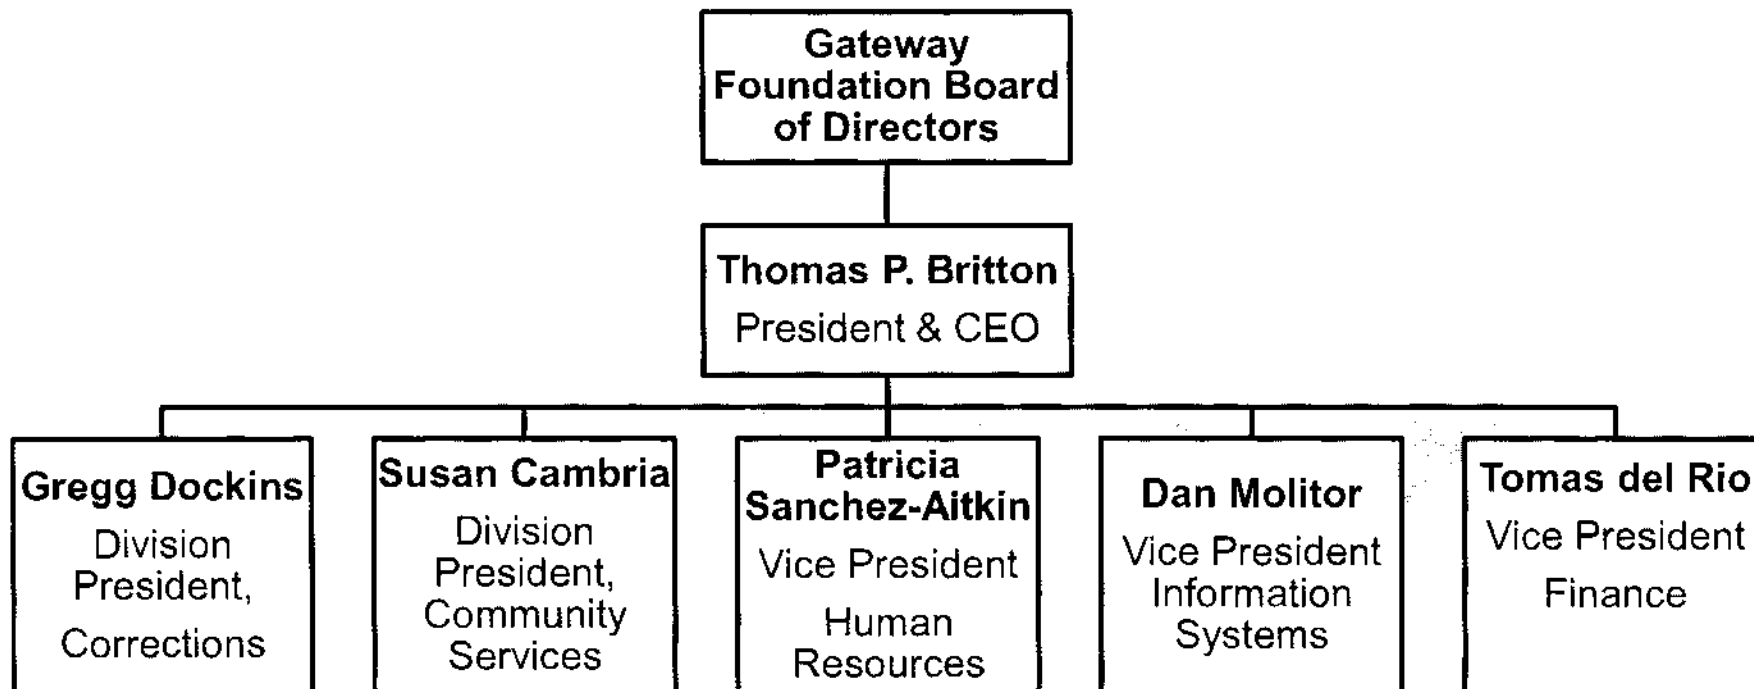 Gateway
Foundation Board
of Directors
Thomas P. Britton
President & CEO
Gregg Dockins
Division
President,
Corrections
Susan Cambria
Division
President,
Community
Services
Patricia
Sanchez-Aitkin
Vice President
Human
Resources
Dan Molitor
Vice President
Information
Systems
Tomas del Rio
Vice President
Finance